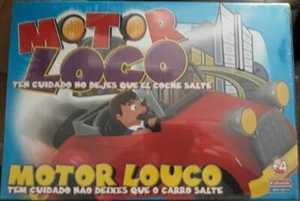 MOTOR
LOCO
TEN CUIDADO NO DEJES QUE EL COCHE SALTE
MOTOR LOUCO
TEM CUIDADO NÃO DEIXES QUE O CARRO SALTE
+4